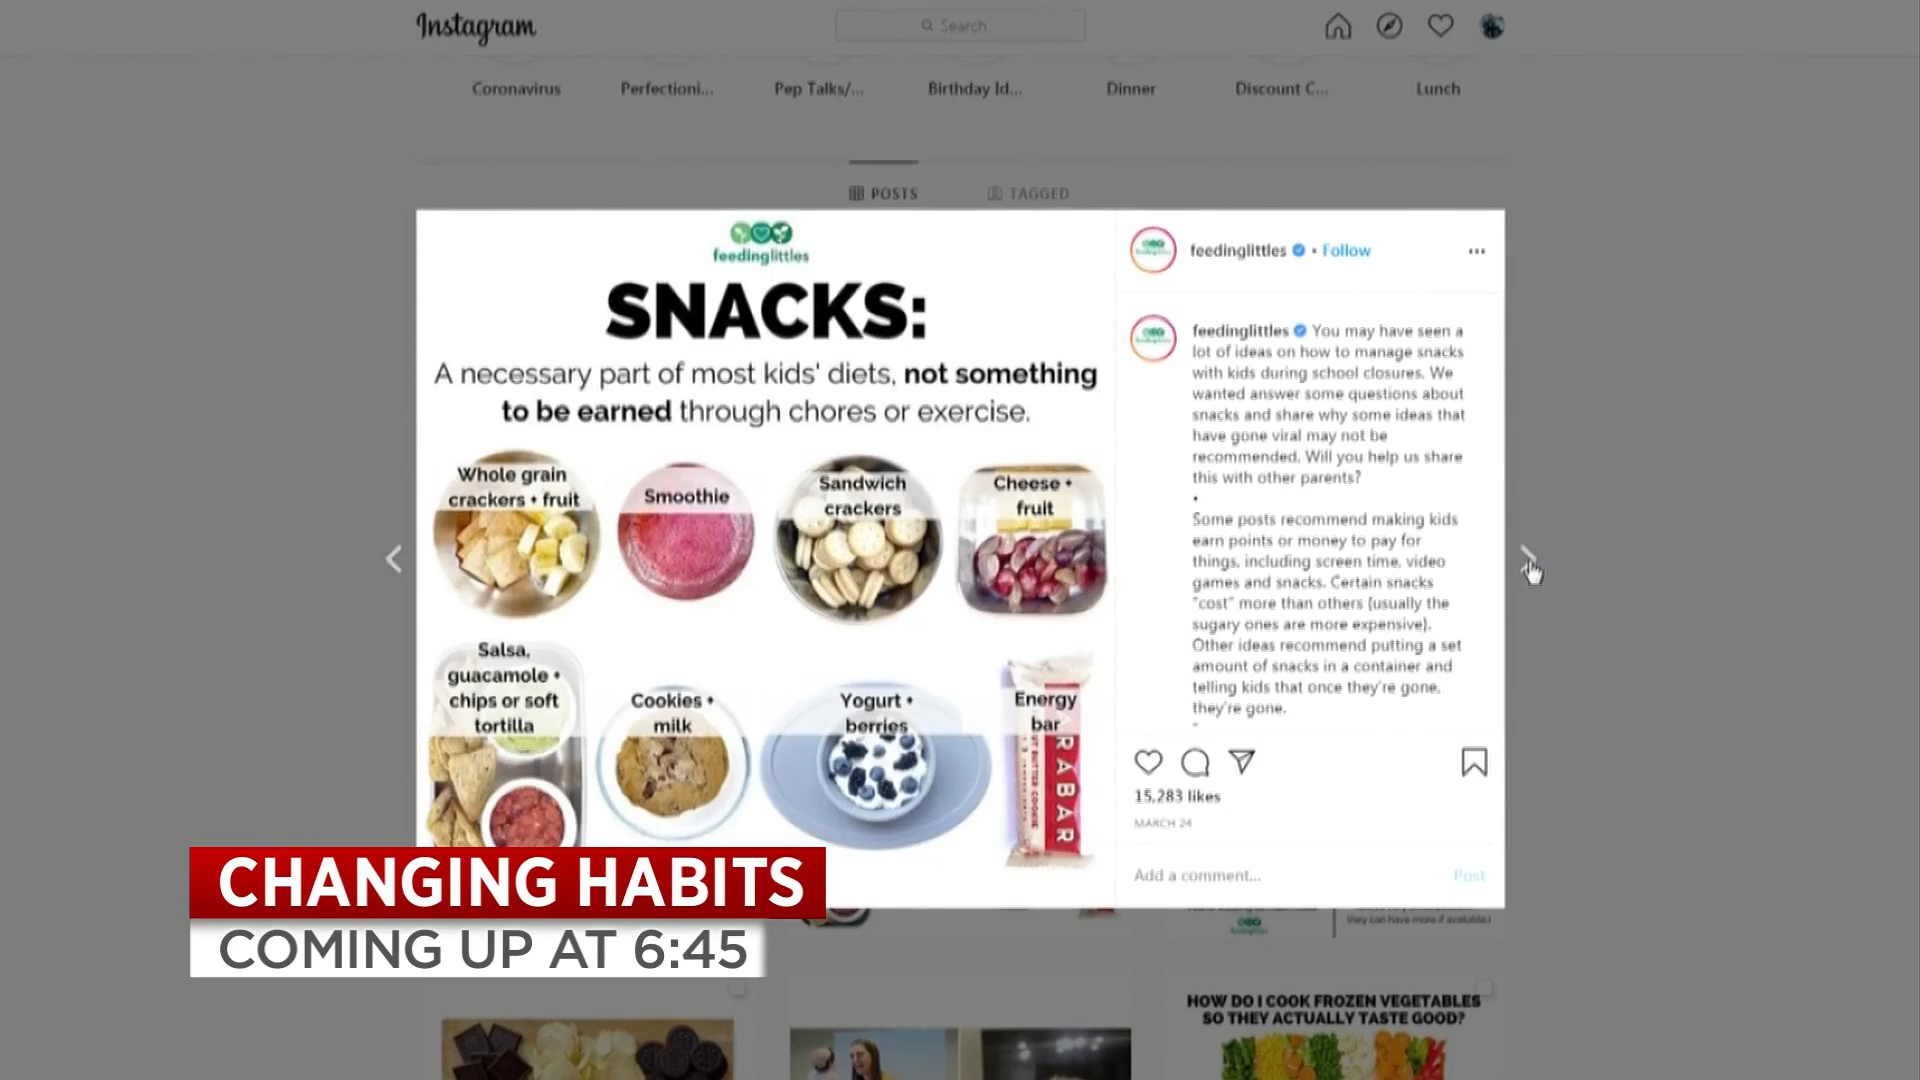 Instagram
Search
Coronavirus
Perfectioni...
Pep Talks/...
Birthday Id...
Dinner
Discount C...
Lunch
POSTS
TAGGED
feedinglittles
SNACKS:
A necessary part of most kids' diets, not something
to be earned through chores or exercise.
Whole grain
crackers + fruit
Smoothie
Sandwich
crackers
Cheese +
fruit
Salsa,
guacamole +
chips or soft
tortilla
Cookies +
milk
Yogurt +
berries
Energy
bar
RABAR
BUTTER COOKIE
feedinglittles • Follow
feedinglittles You may have seen a
lot of ideas on how to manage snacks
with kids during school closures. We
wanted answer some questions about
snacks and share why some ideas that
have gone viral may not be
recommended. Will you help us share
this with other parents?
•
Some posts recommend making kids
earn points or money to pay for
things, including screen time, video
games and snacks. Certain snacks
"cost" more than others (usually the
sugary ones are more expensive).
Other ideas recommend putting a set
amount of snacks in a container and
telling kids that once they're gone,
they're gone.
15,283 likes
MARCH 24
Add a comment...
Post
CHANGING HABITS
COMING UP AT 6:45
they can have more if available)
HOW DO I COOK FROZEN VEGETABLES
SO THEY ACTUALLY TASTE GOOD?